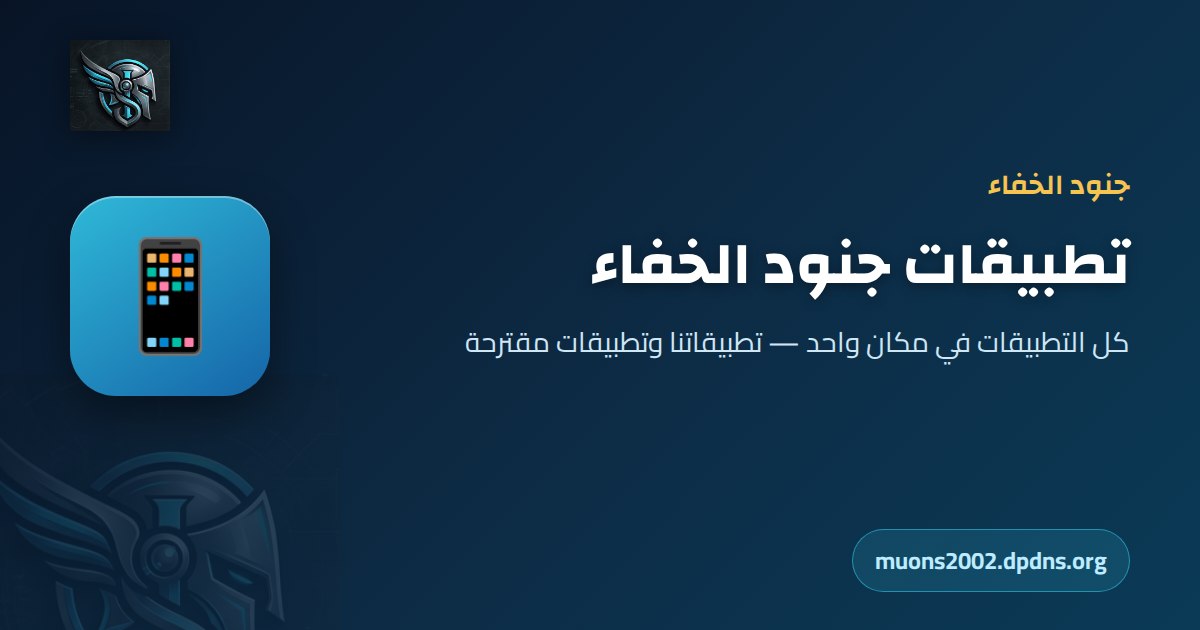 جنود الخفاء
تطبيقات جنود الخفاء
كل التطبيقات في مكان واحد — تطبيقاتنا وتطبيقات مقترحة
muons2002.dpdns.org